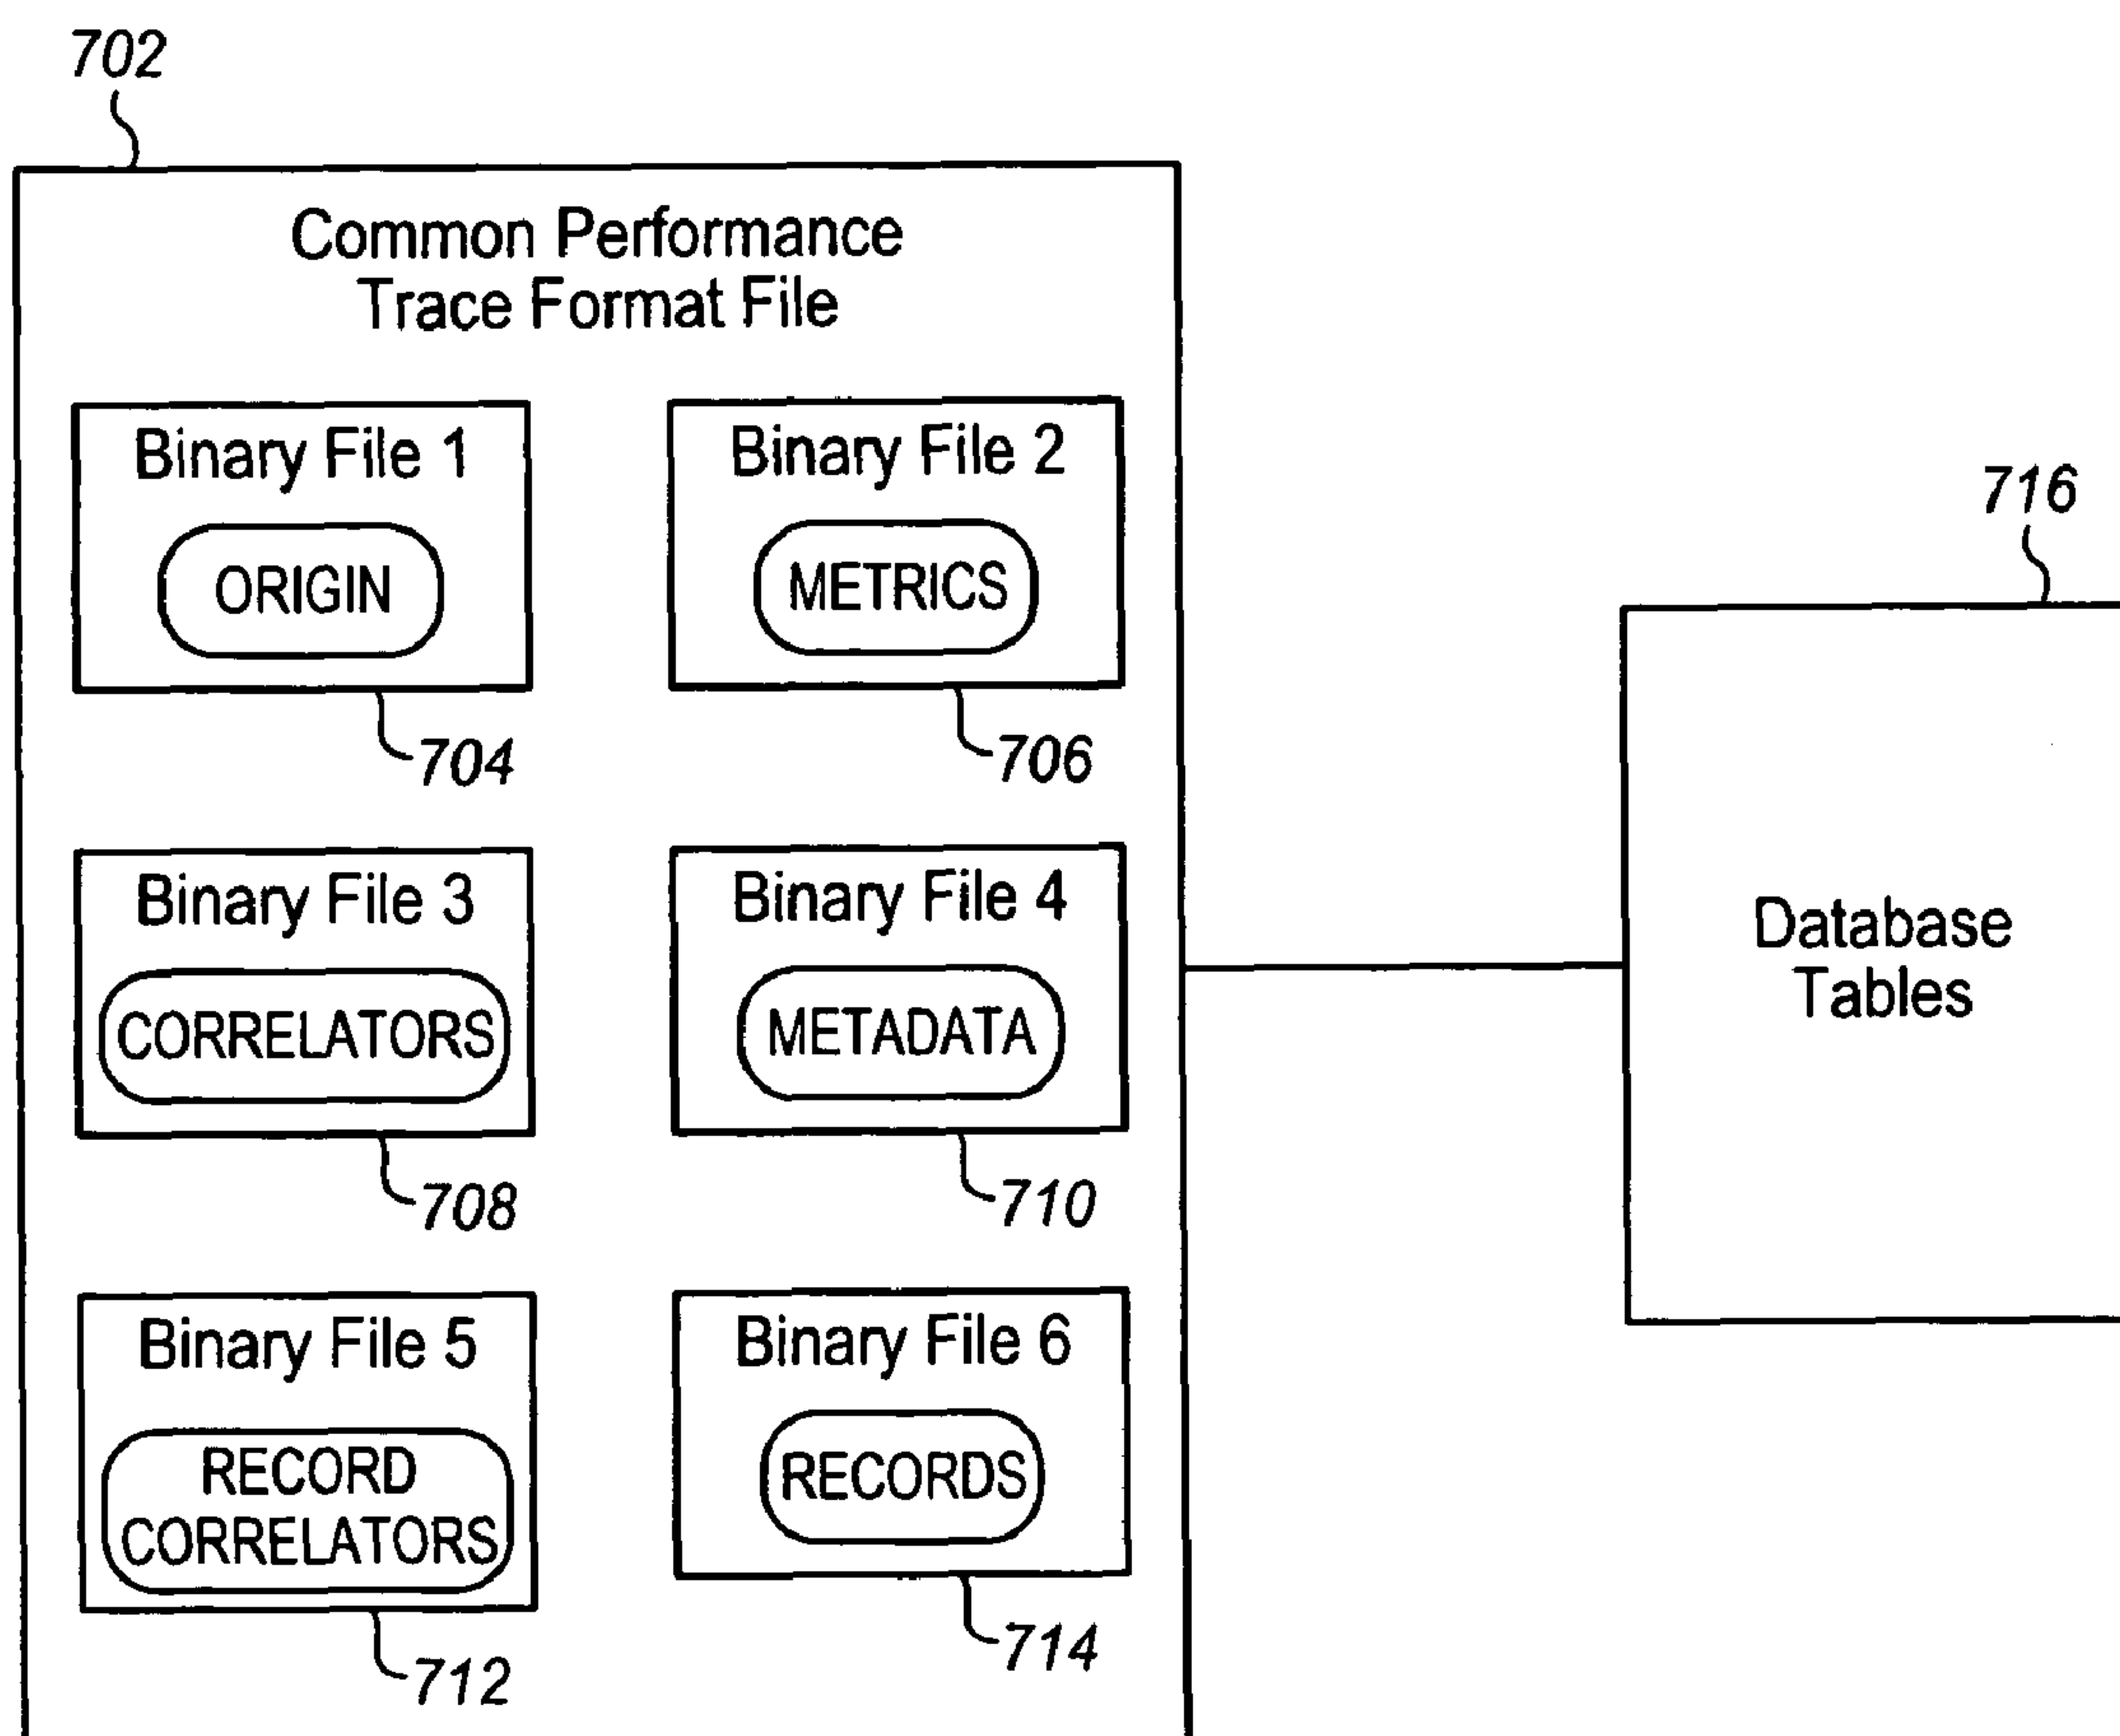 702
Common Performance
Trace Format File
Binary File 1
ORIGIN
704
Binary File 2
METRICS
706
Binary File 3
CORRELATORS
708
Binary File 4
METADATA
710
Binary File 5
RECORD
CORRELATORS
712
Binary File 6
RECORDS
714
716
Database
Tables